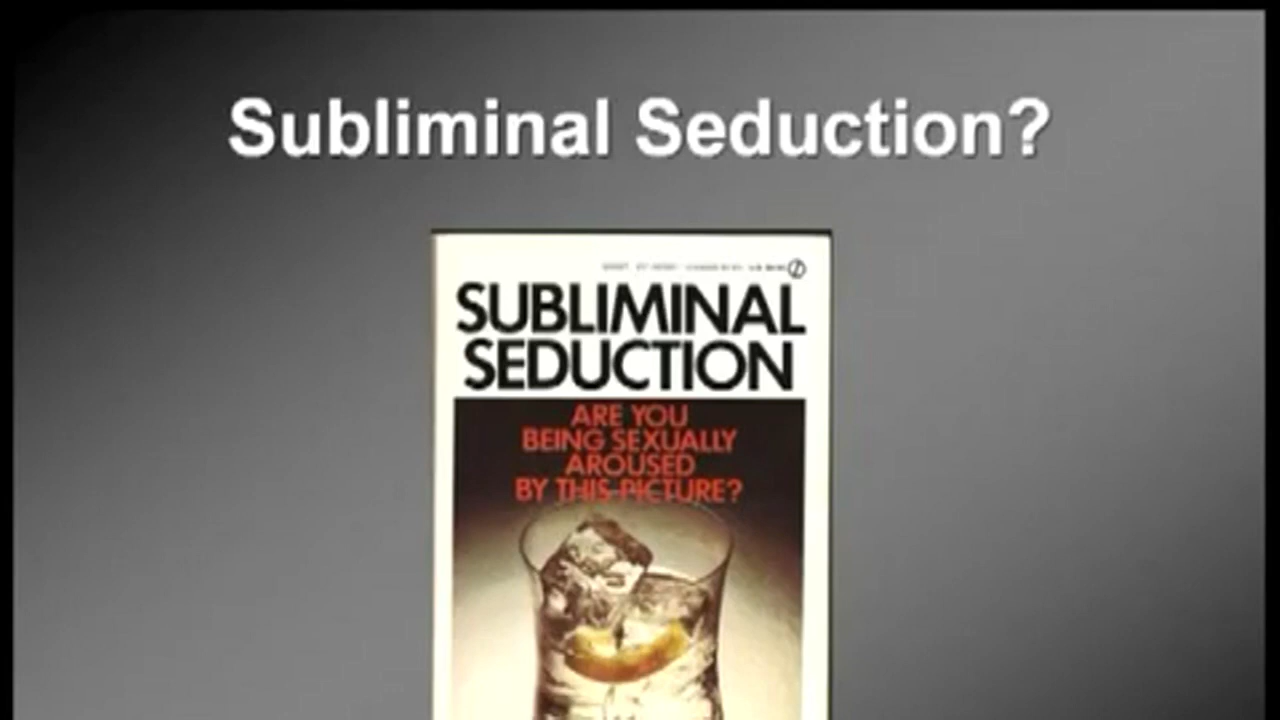 Subliminal Seduction?
SUBLIMINAL
SEDUCTION
ARE YOU
BEING SEXUALLY
AROUSED
BY THIS PICTURE?